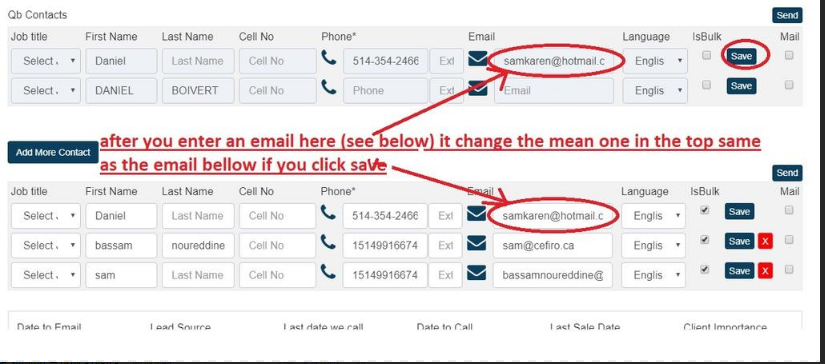 Qb Contacts Send
Job title First Name Last Name Cell No Phone* Email Language IsBulk Mail
Select Daniel Last Name Cell No 514-354-2466 Ext samkaren@hotmail.c Englis Save
Select DANIEL BOIVERT Cell No Phone Ext Email Englis Save
after you enter an email here (see below) it change the mean one in the top same
Add More Contact
as the email bellow if you click save
Send
Job title First Name Last Name Cell No Phone* Email Language IsBulk Mail
Select Daniel Last Name Cell No 514-354-2466 Ext samkaren@hotmail.c Englis Save
Select bassam noureddine Cell No 15149916674 Ext sam@cefiro.ca Englis Save X
Select sam Last Name Cell No 15149916674 Ext bassamnoureddine@ Englis Save X
Date to Email Lead Source Last date we call Date to Call Last Sale Date Client Importance